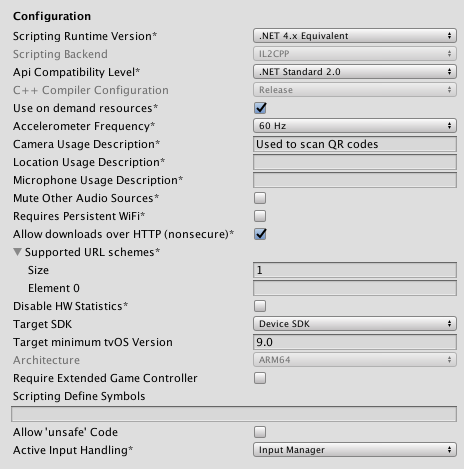 Configuration
Scripting Runtime Version* .NET 4.x Equivalent
Scripting Backend IL2CPP
Api Compatibility Level* .NET Standard 2.0
C++ Compiler Configuration Release
Use on demand resources*
Accelerometer Frequency* 60 Hz
Camera Usage Description* Used to scan QR codes
Location Usage Description*
Microphone Usage Description*
Mute Other Audio Sources*
Requires Persistent WiFi*
Allow downloads over HTTP (nonsecure)*
Supported URL schemes*
Size 1
Element 0
Disable HW Statistics*
Target SDK Device SDK
Target minimum tvOS Version 9.0
Architecture ARM64
Require Extended Game Controller
Scripting Define Symbols
Allow 'unsafe' Code
Active Input Handling* Input Manager